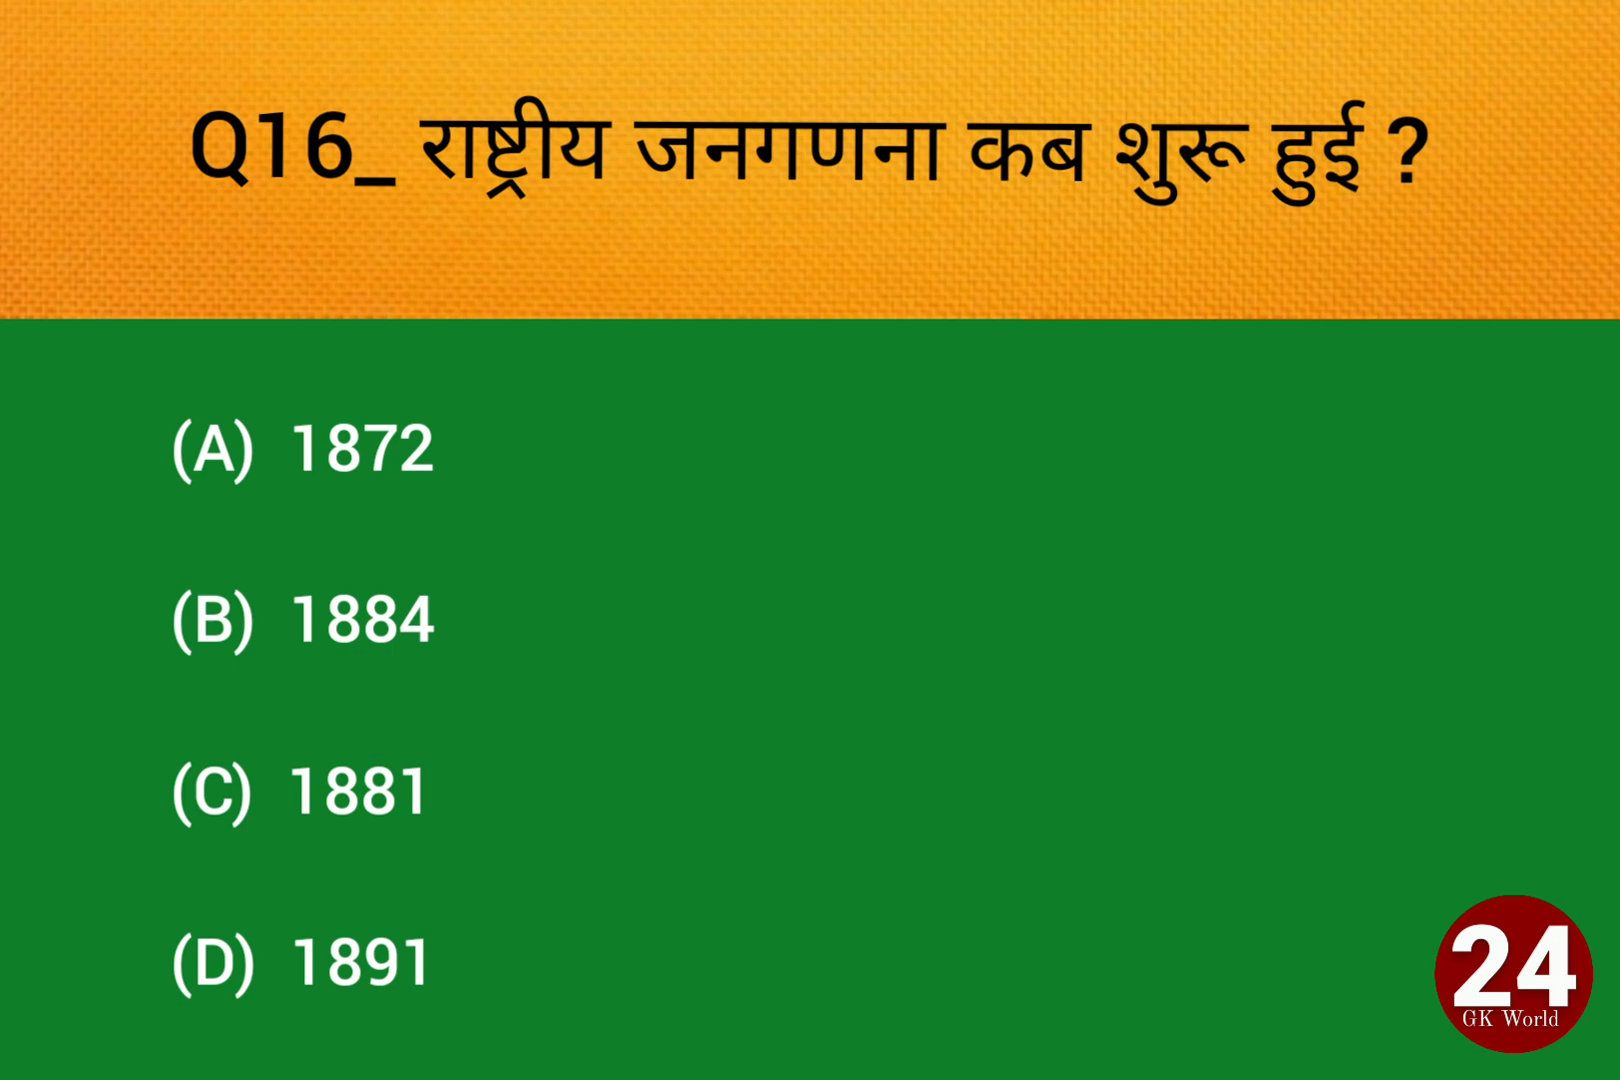 Q16_ राष्ट्रीय जनगणना कब शुरू हुई ?
(A) 1872
(B) 1884
(C) 1881
(D) 1891
24
GK World